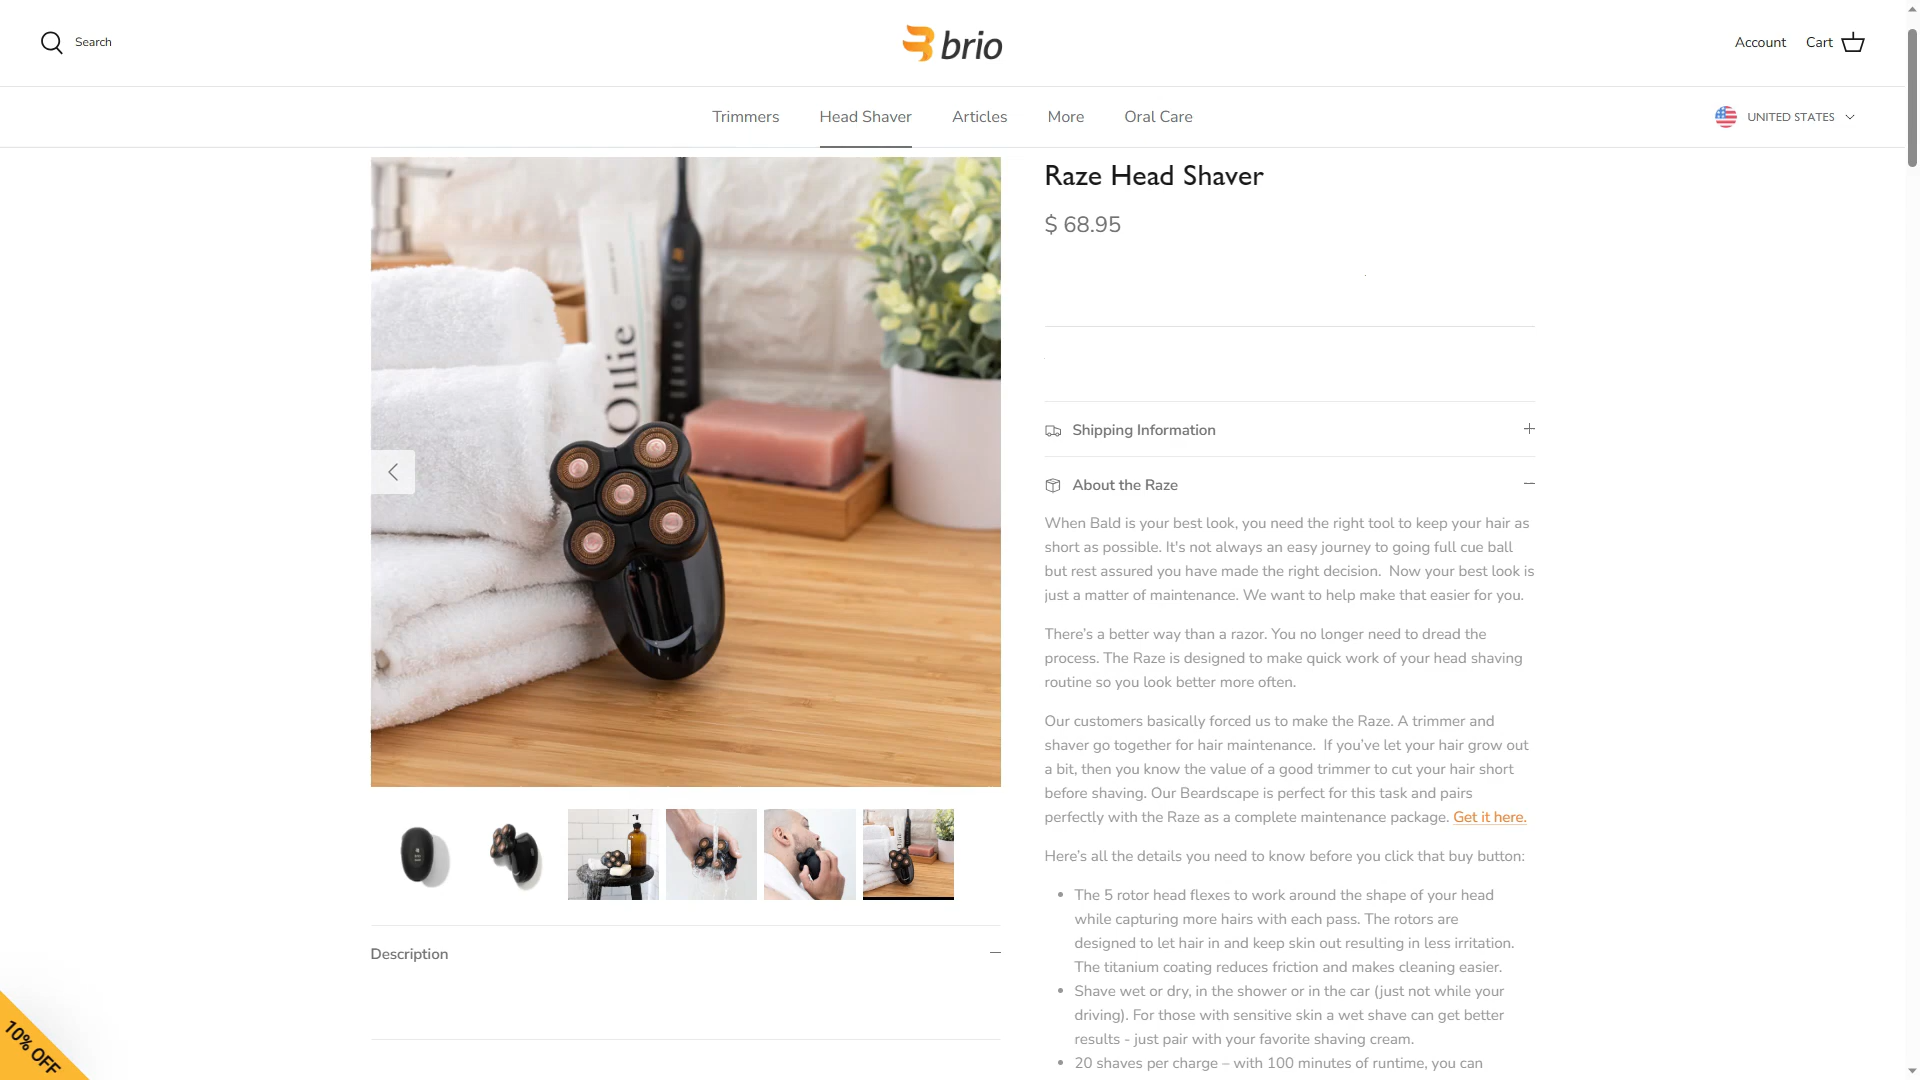 Search
brio
Account
Cart
Trimmers
Head Shaver
Articles
More
Oral Care
UNITED STATES
Ollie
Raze Head Shaver
$ 68.95
Shipping Information
About the Raze
When Bald is your best look, you need the right tool to keep your hair as
short as possible. It's not always an easy journey to going full cue ball
but rest assured you have made the right decision.  Now your best look is
just a matter of maintenance. We want to help make that easier for you.
There’s a better way than a razor. You no longer need to dread the
process. The Raze is designed to make quick work of your head shaving
routine so you look better more often.
Our customers basically forced us to make the Raze. A trimmer and
shaver go together for hair maintenance.  If you’ve let your hair grow out
a bit, then you know the value of a good trimmer to cut your hair short
before shaving. Our Beardscape is perfect for this task and pairs
perfectly with the Raze as a complete maintenance package. Get it here.
Here’s all the details you need to know before you click that buy button:
• The 5 rotor head flexes to work around the shape of your head
while capturing more hairs with each pass. The rotors are
designed to let hair in and keep skin out resulting in less irritation.
The titanium coating reduces friction and makes cleaning easier.
• Shave wet or dry, in the shower or in the car (just not while your
driving). For those with sensitive skin a wet shave can get better
results - just pair with your favorite shaving cream.
• 20 shaves per charge – with 100 minutes of runtime, you can
Description
10% OFF